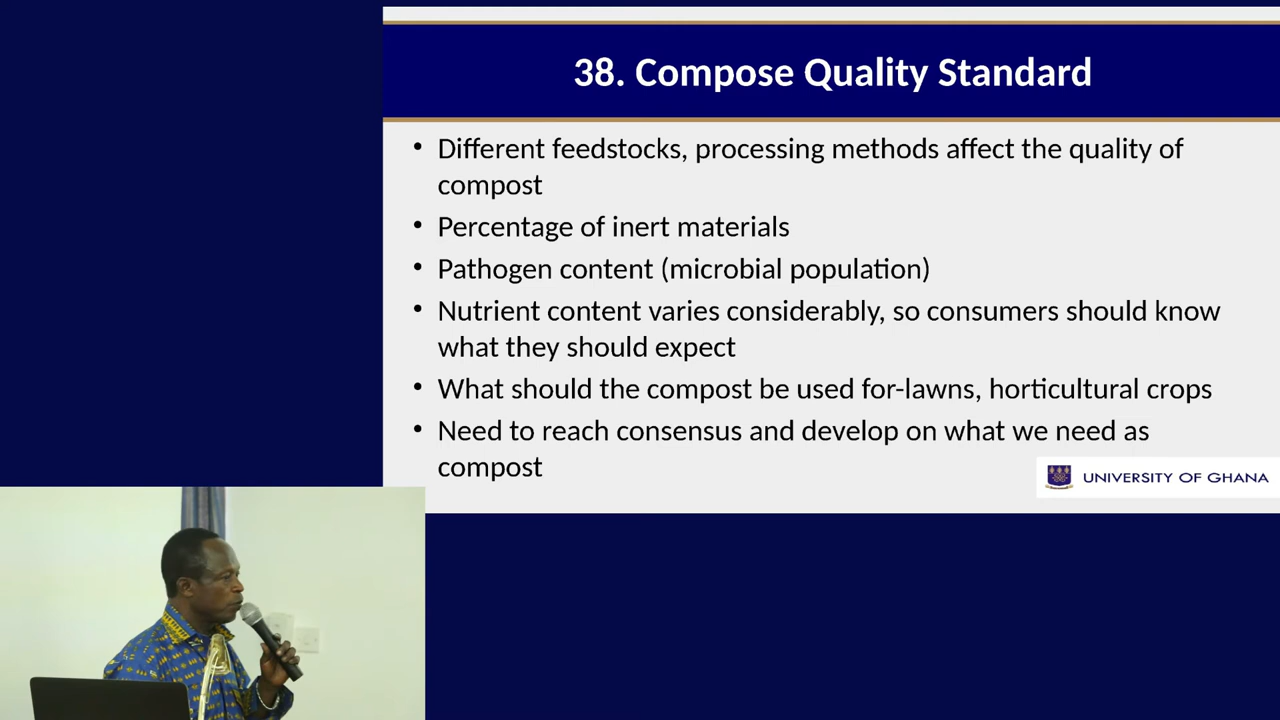 38. Compose Quality Standard
• Different feedstocks, processing methods affect the quality of
compost
• Percentage of inert materials
• Pathogen content (microbial population)
• Nutrient content varies considerably, so consumers should know
what they should expect
• What should the compost be used for-lawns, horticultural crops
• Need to reach consensus and develop on what we need as
compost
UNIVERSITY OF GHANA